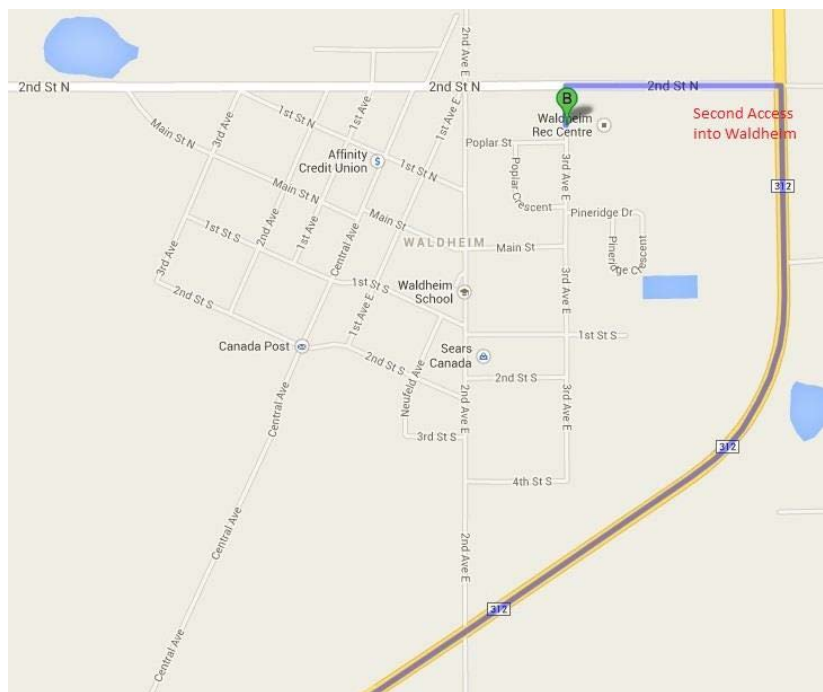 2nd Ave E
2nd St N
2nd St N
2nd St N
B
Second Access
into Waldheim
Waldheim
Rec Centre
1st St N
1st Ave
1st Ave E
3rd Ave
Main St N
Affinity
Credit Union
$
1st St N
Poplar St
Poplar Crescent
3rd Ave E
312
Main St N
2nd Ave
Pineridge Dr
1st St S
1st Ave
Central Ave
Main St
WALDHEIM
Main St
Pineridge Cr
escent
3rd Ave
1st St S
Waldheim
School
3rd Ave E
2nd St S
1st Ave E
1st St S
Canada Post
2nd St S
Sears
Canada
Neufeld Ave
2nd St S
3rd Ave E
2nd Ave E
Central Ave
3rd St S
312
4th St S
Central Ave
2nd Ave E
312
Central Ave